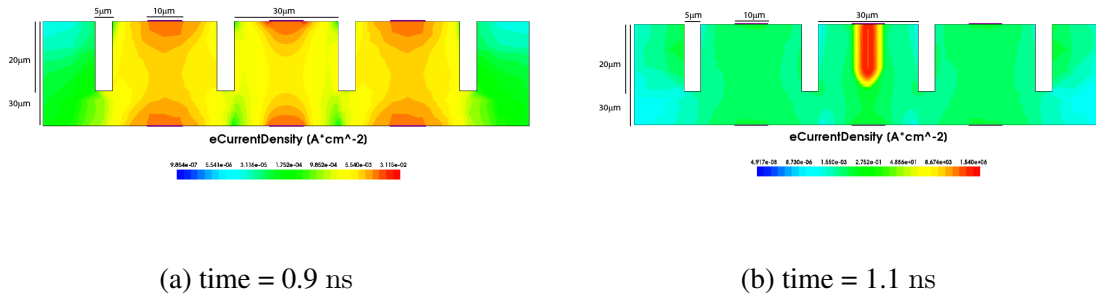 5μm 10μm 30μm
20μm
30μm
eCurrentDensity [A*cm^-2]
9.854e-07 5.541e-06 3.116e-05 1.752e-04 9.852e-04 5.540e-03 3.115e-02
(a) time = 0.9 ns
5μm 10μm 30μm
20μm
30μm
eCurrentDensity [A*cm^-2]
4.917e-08 8.730e-06 1.550e-03 2.752e-01 4.886e+01 8.674e+03 1.540e+06
(b) time = 1.1 ns